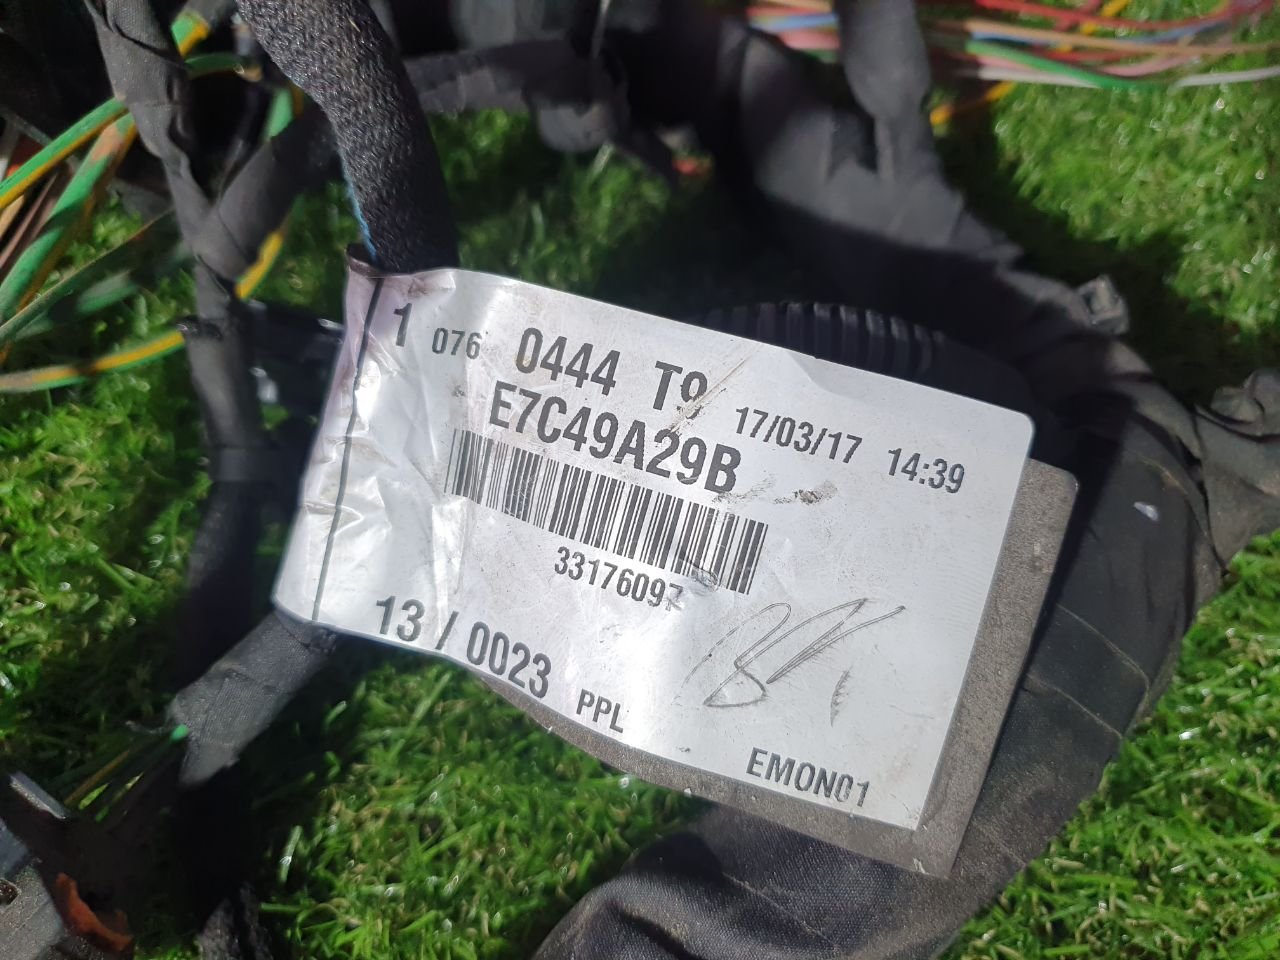 1 076 0444 T9 17/03/17 14:39
E7C49A29B
33176097
13 / 0023 PPL EMON01